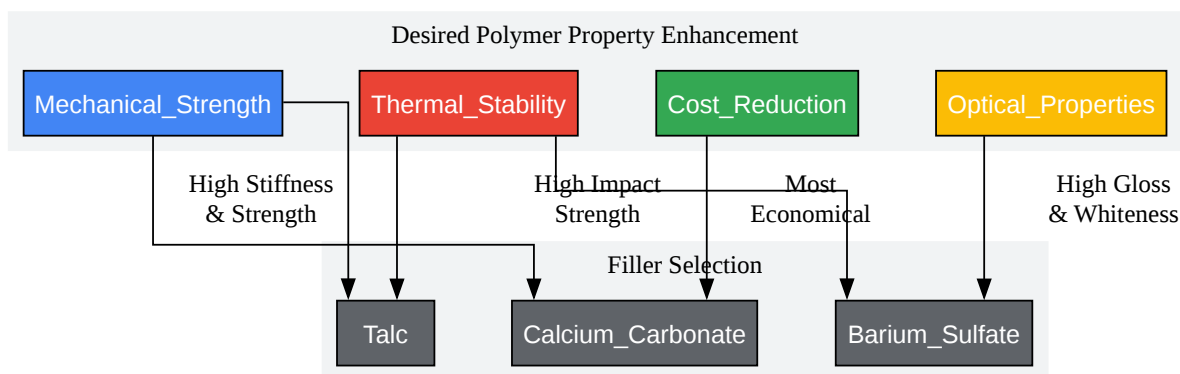 Desired Polymer Property Enhancement
Mechanical_Strength
Thermal_Stability
Cost_Reduction
Optical_Properties
High Stiffness
& Strength
High Impact
Strength
Most
Economical
High Gloss
& Whiteness
Filler Selection
Talc
Calcium_Carbonate
Barium_Sulfate